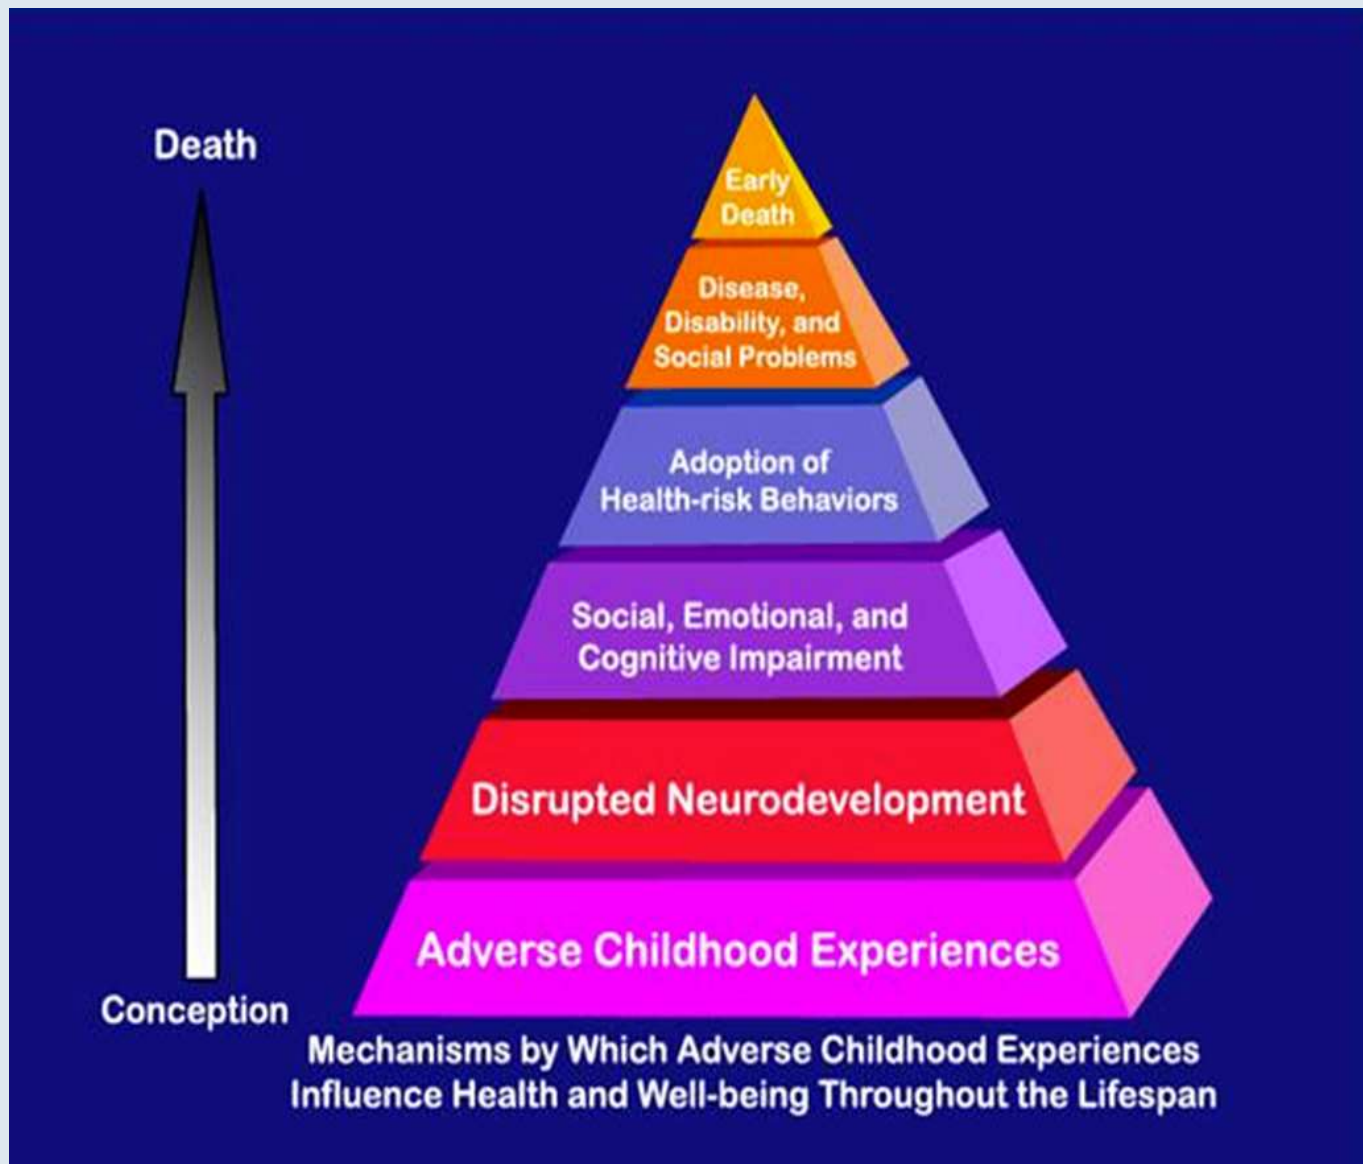 Death
Early
Death
Disease,
Disability, and
Social Problems
Adoption of
Health-risk Behaviors
Social, Emotional, and
Cognitive Impairment
Disrupted Neurodevelopment
Adverse Childhood Experiences
Conception
Mechanisms by Which Adverse Childhood Experiences
Influence Health and Well-being Throughout the Lifespan